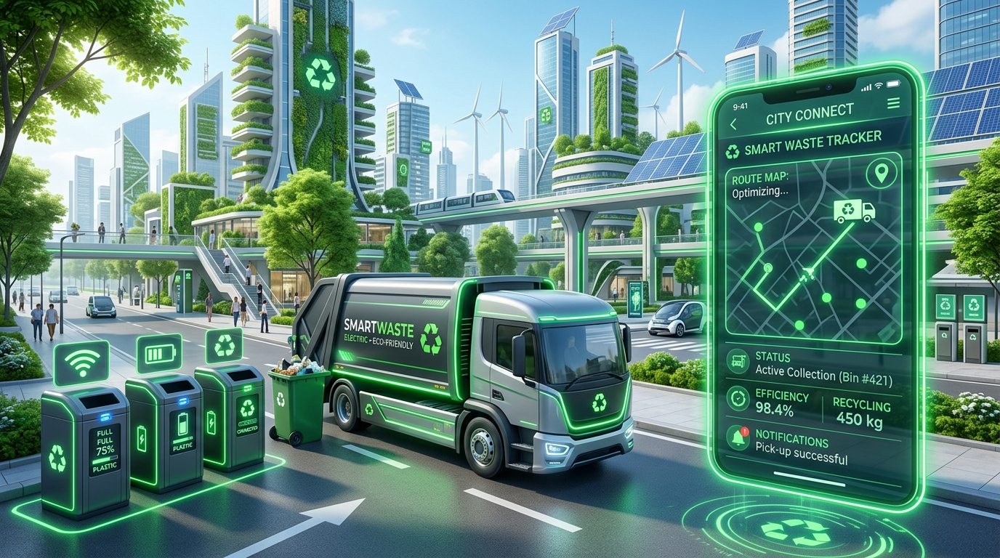 9-41
CITY CONNECT
SMART WASTE TRACKER
ROUTE MAP:
Optimizing...
STATUS
Active Collection (Bin #421)
EFFICIENCY
98.4%
RECYCLING
450 kg
NOTIFICATIONS
Pick-up successful
SMARTWASTE
ELECTRIC • ECO-FRIENDLY
FULL
FULL
75%
PLASTIC
PLASTIC